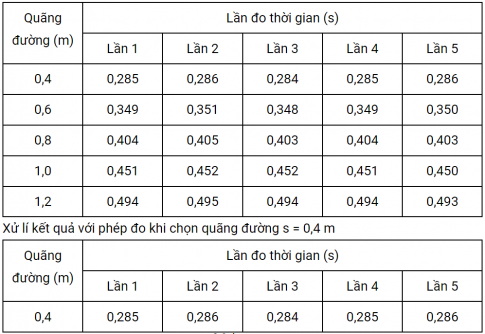 Quãng đường (m) Lần đo thời gian (s)
Lần 1 Lần 2 Lần 3 Lần 4 Lần 5
0,4 0,285 0,286 0,284 0,285 0,286
0,6 0,349 0,351 0,348 0,349 0,350
0,8 0,404 0,405 0,403 0,404 0,403
1,0 0,451 0,452 0,452 0,451 0,450
1,2 0,494 0,495 0,494 0,494 0,493
Xử lí kết quả với phép đo khi chọn quãng đường s = 0,4 m
Quãng đường (m) Lần đo thời gian (s)
Lần 1 Lần 2 Lần 3 Lần 4 Lần 5
0,4 0,285 0,286 0,284 0,285 0,286